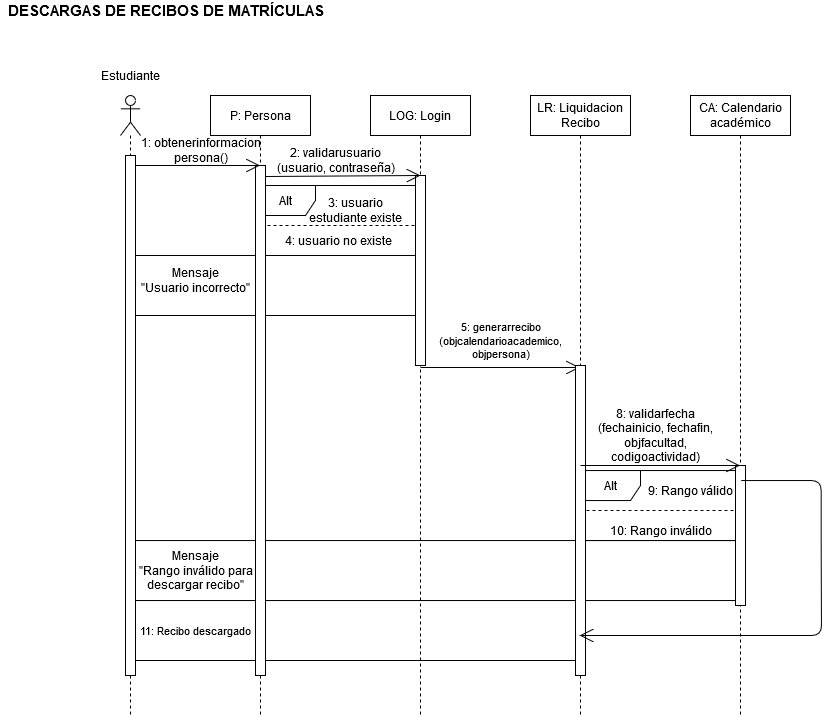 DESCARGAS DE RECIBOS DE MATRÍCULAS
Estudiante
P: Persona
LOG: Login
LR: Liquidacion
Recibo
CA: Calendario
académico
1: obtenerinformacion
persona()
2: validarusuario
(usuario, contraseña)
Alt
3: usuario
estudiante existe
4: usuario no existe
Mensaje
"Usuario incorrecto"
5: generarrecibo
(objcalendarioacademico,
objpersona)
8: validarfecha
(fechainicio, fechafin,
objfacultad,
codigoactividad)
Alt
9: Rango válido
10: Rango inválido
Mensaje
"Rango inválido para
descargar recibo"
11: Recibo descargado